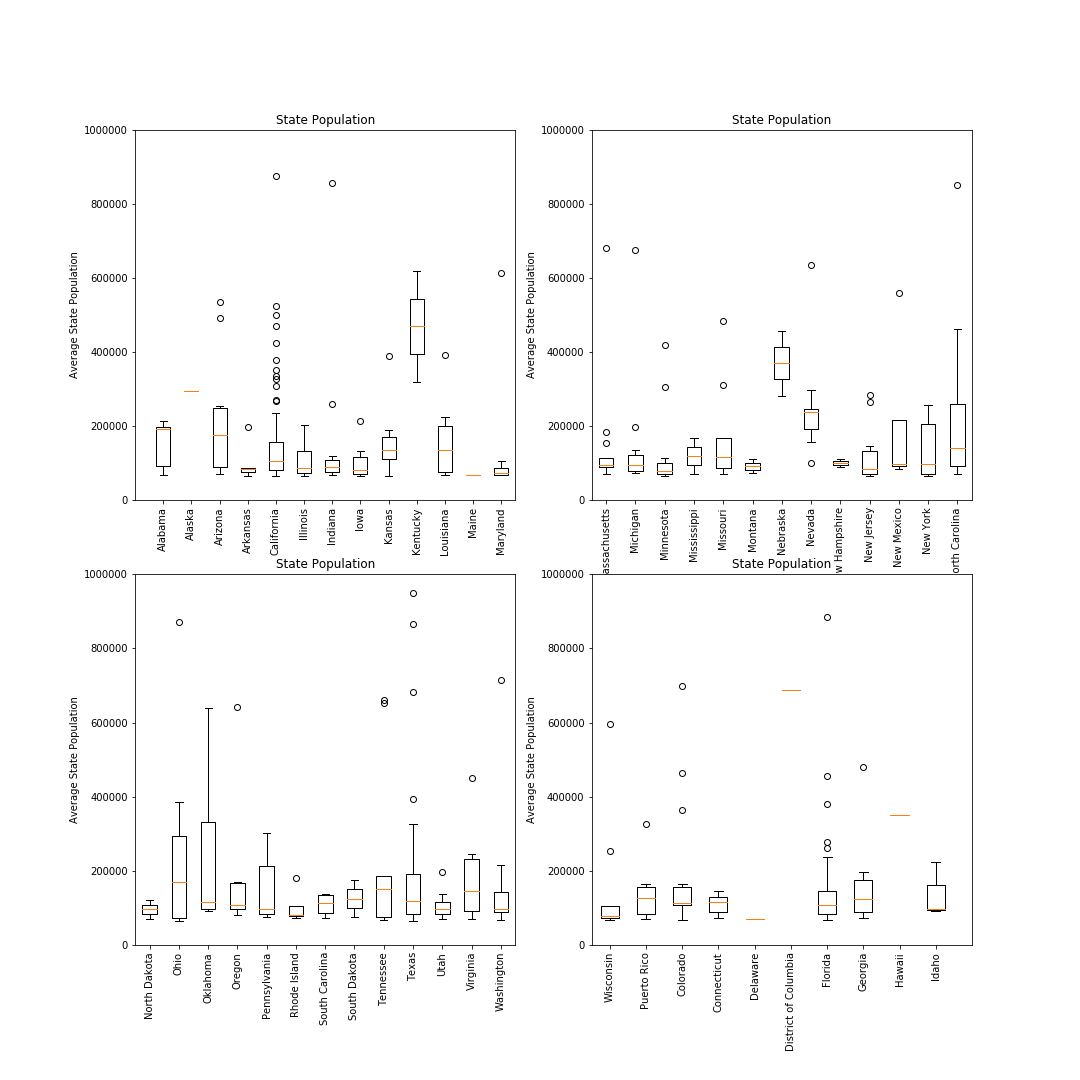 State Population
1000000
800000
600000
400000
200000
0
Average State Population
Alabama
Alaska
Arizona
Arkansas
California
Illinois
Indiana
Iowa
Kansas
Kentucky
Louisiana
Maine
Maryland
State Population
1000000
800000
600000
400000
200000
0
Average State Population
assachusetts
Michigan
Minnesota
Mississippi
Missouri
Montana
Nebraska
Nevada
w Hampshire
New Jersey
New Mexico
New York
orth Carolina
State Population
1000000
800000
600000
400000
200000
0
Average State Population
North Dakota
Ohio
Oklahoma
Oregon
Pennsylvania
Rhode Island
South Carolina
South Dakota
Tennessee
Texas
Utah
Virginia
Washington
State Population
1000000
800000
600000
400000
200000
0
Average State Population
Wisconsin
Puerto Rico
Colorado
Connecticut
Delaware
District of Columbia
Florida
Georgia
Hawaii
Idaho